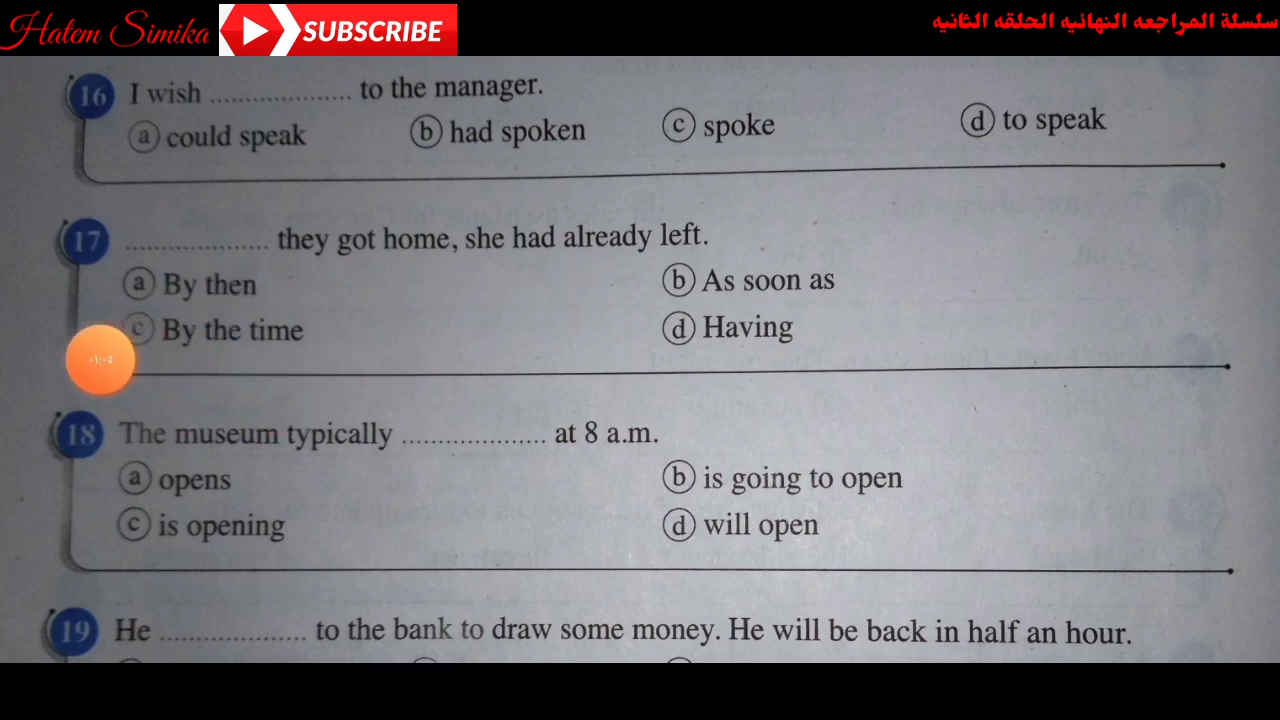 Hatem Simika
SUBSCRIBE
سلسلة المراجعه النهائيه الحلقه الثانيه
16 I wish .................... to the manager.
a could speak b had spoken c spoke d to speak
17 .................... they got home, she had already left.
a By then b As soon as
c By the time d Having
٠١:٠٥
18 The museum typically .................... at 8 a.m.
a opens b is going to open
c is opening d will open
19 He .................... to the bank to draw some money. He will be back in half an hour.